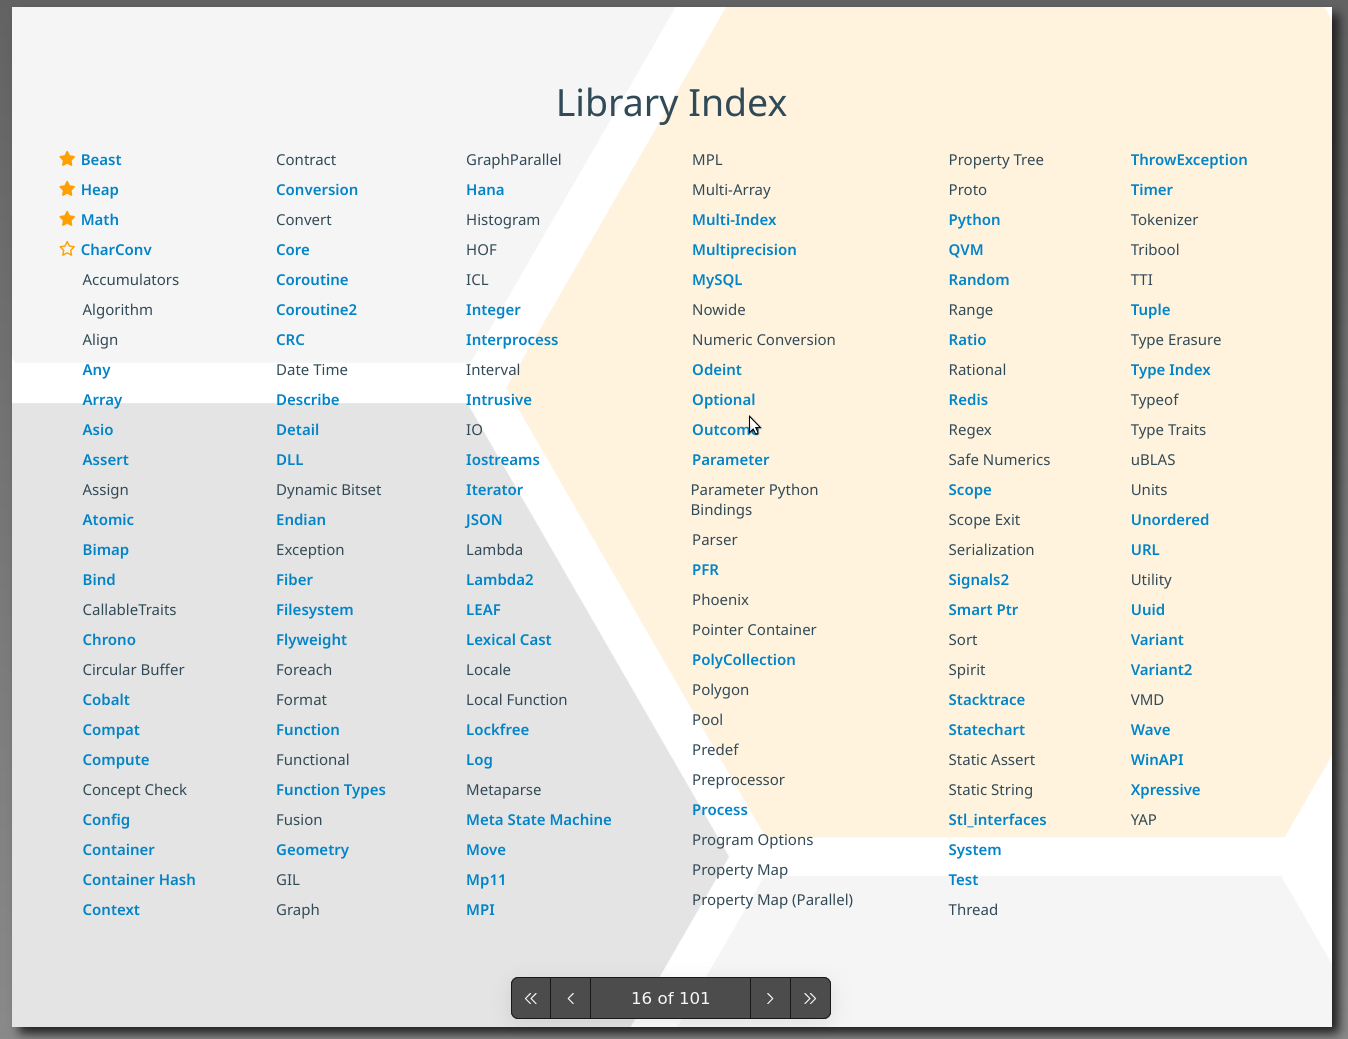 Library Index
Beast
Heap
Math
CharConv
Accumulators
Algorithm
Align
Any
Array
Asio
Assert
Assign
Atomic
Bimap
Bind
CallableTraits
Chrono
Circular Buffer
Cobalt
Compat
Compute
Concept Check
Config
Container
Container Hash
Context
Contract
Conversion
Convert
Core
Coroutine
Coroutine2
CRC
Date Time
Describe
Detail
DLL
Dynamic Bitset
Endian
Exception
Fiber
Filesystem
Flyweight
Foreach
Format
Function
Functional
Function Types
Fusion
Geometry
GIL
Graph
GraphParallel
Hana
Histogram
HOF
ICL
Integer
Interprocess
Interval
Intrusive
IO
Iostreams
Iterator
JSON
Lambda
Lambda2
LEAF
Lexical Cast
Locale
Local Function
Lockfree
Log
Metaparse
Meta State Machine
Move
Mp11
MPI
MPL
Multi-Array
Multi-Index
Multiprecision
MySQL
Nowide
Numeric Conversion
Odeint
Optional
Outcome
Parameter
Parameter Python
Bindings
Parser
PFR
Phoenix
Pointer Container
PolyCollection
Polygon
Pool
Predef
Preprocessor
Process
Program Options
Property Map
Property Map (Parallel)
Property Tree
Proto
Python
QVM
Random
Range
Ratio
Rational
Redis
Regex
Safe Numerics
Scope
Scope Exit
Serialization
Signals2
Smart Ptr
Sort
Spirit
Stacktrace
Statechart
Static Assert
Static String
Stl_interfaces
System
Test
Thread
ThrowException
Timer
Tokenizer
Tribool
TTI
Tuple
Type Erasure
Type Index
Typeof
Type Traits
uBLAS
Units
Unordered
URL
Utility
Uuid
Variant
Variant2
VMD
Wave
WinAPI
Xpressive
YAP
16 of 101